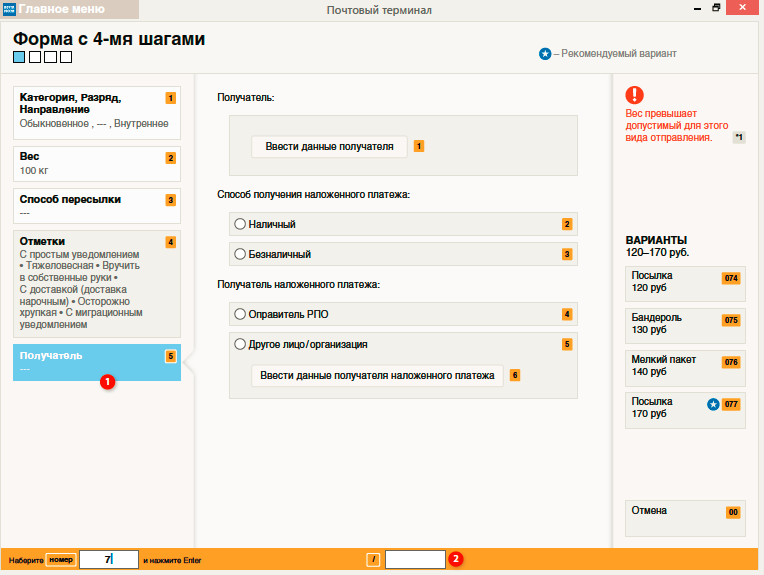 Главное меню
Почтовый терминал
Форма с 4-мя шагами
– Рекомендуемый вариант
Категория, Разряд,
Направление
1
Обыкновенное , --- , Внутреннее
Вес
2
100 кг
Способ пересылки
3
---
Отметки
4
С простым уведомлением
• Тяжеловесная • Вручить
в собственные руки •
С доставкой (доставка
нарочным) • Осторожно
хрупкая • С миграционным
уведомлением
Получатель
5
---
1
Получатель:
Ввести данные получателя 1
Способ получения наложенного платежа:
Наличный 2
Безналичный 3
Получатель наложенного платежа:
Оправитель РПО 4
Другое лицо/организация 5
Ввести данные получателя наложенного платежа 6
Вес превышает
допустимый для этого
вида отправления. *1
ВАРИАНТЫ
120–170 руб.
Посылка 074
120 руб
Бандероль 075
130 руб
Мелкий пакет 076
140 руб
Посылка 077
170 руб
Отмена 00
Наберите номер 7 и нажмите Enter / 2